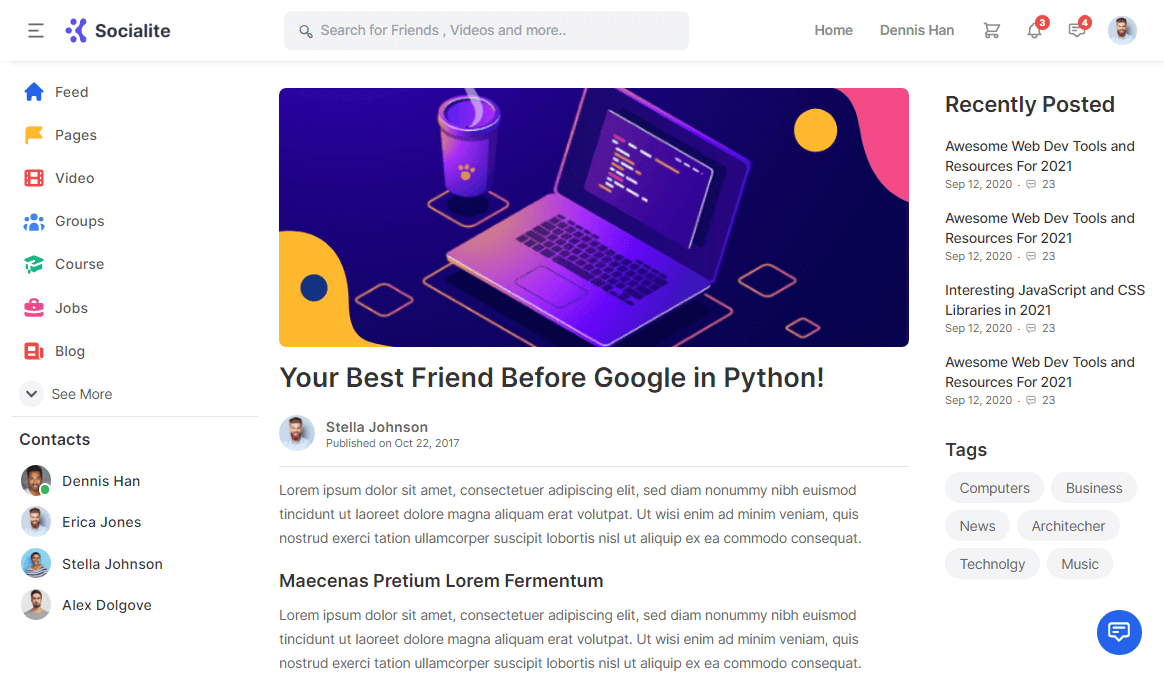 Socialite
Search for Friends , Videos and more..
Home
Dennis Han
3
4
Feed
Pages
Video
Groups
Course
Jobs
Blog
See More
Contacts
Dennis Han
Erica Jones
Stella Johnson
Alex Dolgove
Your Best Friend Before Google in Python!
Stella Johnson
Published on Oct 22, 2017
Lorem ipsum dolor sit amet, consectetuer adipiscing elit, sed diam nonummy nibh euismod
tincidunt ut laoreet dolore magna aliquam erat volutpat. Ut wisi enim ad minim veniam, quis
nostrud exerci tation ullamcorper suscipit lobortis nisl ut aliquip ex ea commodo consequat.
Maecenas Pretium Lorem Fermentum
Lorem ipsum dolor sit amet, consectetuer adipiscing elit, sed diam nonummy nibh euismod
tincidunt ut laoreet dolore magna aliquam erat volutpat. Ut wisi enim ad minim veniam, quis
nostrud exerci tation ullamcorper suscipit lobortis nisl ut aliquip ex ea commodo consequat.
Recently Posted
Awesome Web Dev Tools and
Resources For 2021
Sep 12, 2020 · 23
Awesome Web Dev Tools and
Resources For 2021
Sep 12, 2020 · 23
Interesting JavaScript and CSS
Libraries in 2021
Sep 12, 2020 · 23
Awesome Web Dev Tools and
Resources For 2021
Sep 12, 2020 · 23
Tags
Computers
Business
News
Architecher
Technolgy
Music